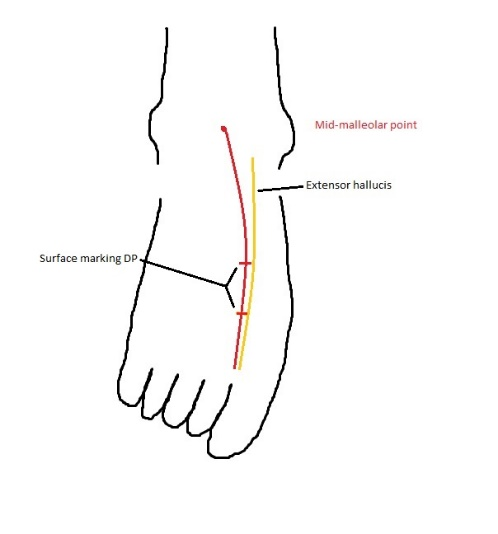 Mid-malleolar point
Extensor hallucis
Surface marking DP